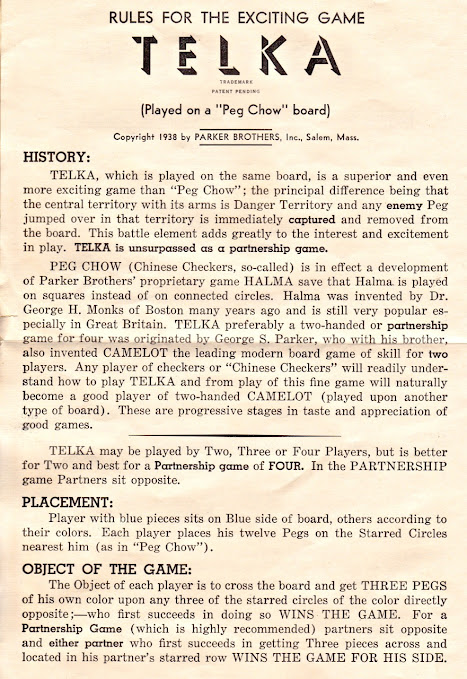 RULES FOR THE EXCITING GAME
TELKA
TRADEMARK
PATENT PENDING
(Played on a "Peg Chow" board)
Copyright 1938 by PARKER BROTHERS, Inc., Salem, Mass.
HISTORY:
TELKA, which is played on the same board, is a superior and even
more exciting game than "Peg Chow"; the principal difference being that
the central territory with its arms is Danger Territory and any enemy Peg
jumped over in that territory is immediately captured and removed from
the board. This battle element adds greatly to the interest and excitement
in play. TELKA is unsurpassed as a partnership game.
PEG CHOW (Chinese Checkers, so-called) is in effect a development
of Parker Brothers' proprietary game HALMA save that Halma is played
on squares instead of on connected circles. Halma was invented by Dr.
George H. Monks of Boston many years ago and is still very popular es-
pecially in Great Britain. TELKA preferably a two-handed or partnership
game for four was originated by George S. Parker, who with his brother,
also invented CAMELOT the leading modern board game of skill for two
players. Any player of checkers or "Chinese Checkers" will readily under-
stand how to play TELKA and from play of this fine game will naturally
become a good player of two-handed CAMELOT (played upon another
type of board). These are progressive stages in taste and appreciation of
good games.
TELKA may be played by Two, Three or Four Players, but is better
for Two and best for a Partnership game of FOUR. In the PARTNERSHIP
game Partners sit opposite.
PLACEMENT:
Player with blue pieces sits on Blue side of board, others according to
their colors. Each player places his twelve Pegs on the Starred Circles
nearest him (as in "Peg Chow").
OBJECT OF THE GAME:
The Object of each player is to cross the board and get THREE PEGS
of his own color upon any three of the starred circles of the color directly
opposite;—who first succeeds in doing so WINS THE GAME. For a
Partnership Game (which is highly recommended) partners sit opposite
and either partner who first succeeds in getting Three pieces across and
located in his partner's starred row WINS THE GAME FOR HIS SIDE.